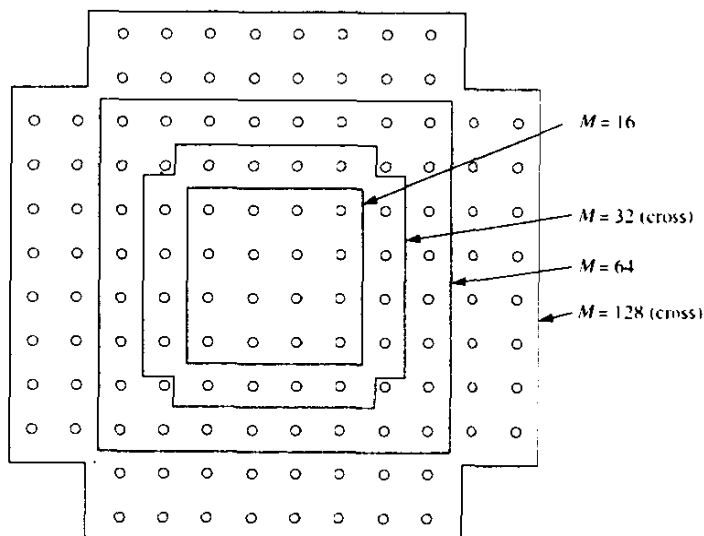 M = 16
M = 32 (cross)
M = 64
M = 128 (cross)